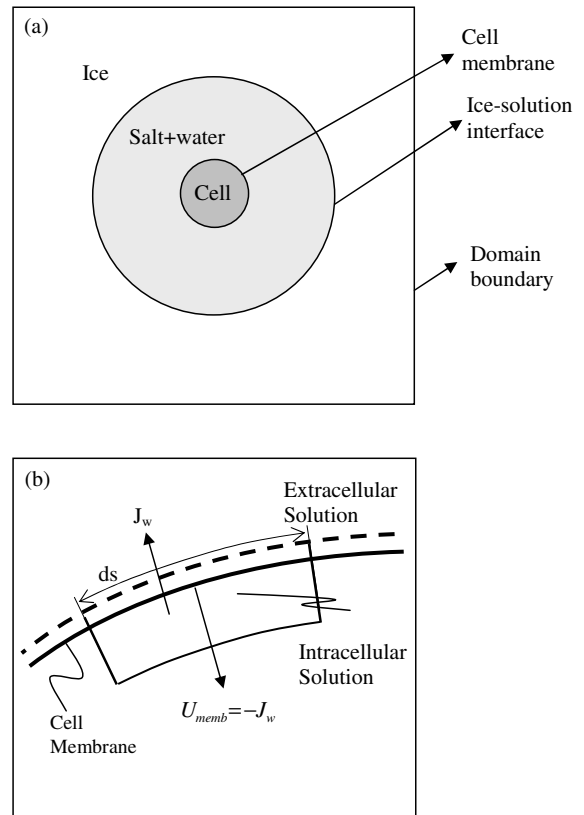 (a)
Ice
Salt+water
Cell
Cell
membrane
Ice-solution
interface
Domain
boundary
(b)
J_w
Extracellular
Solution
ds
Intracellular
Solution
U_memb=−J_w
Cell
Membrane